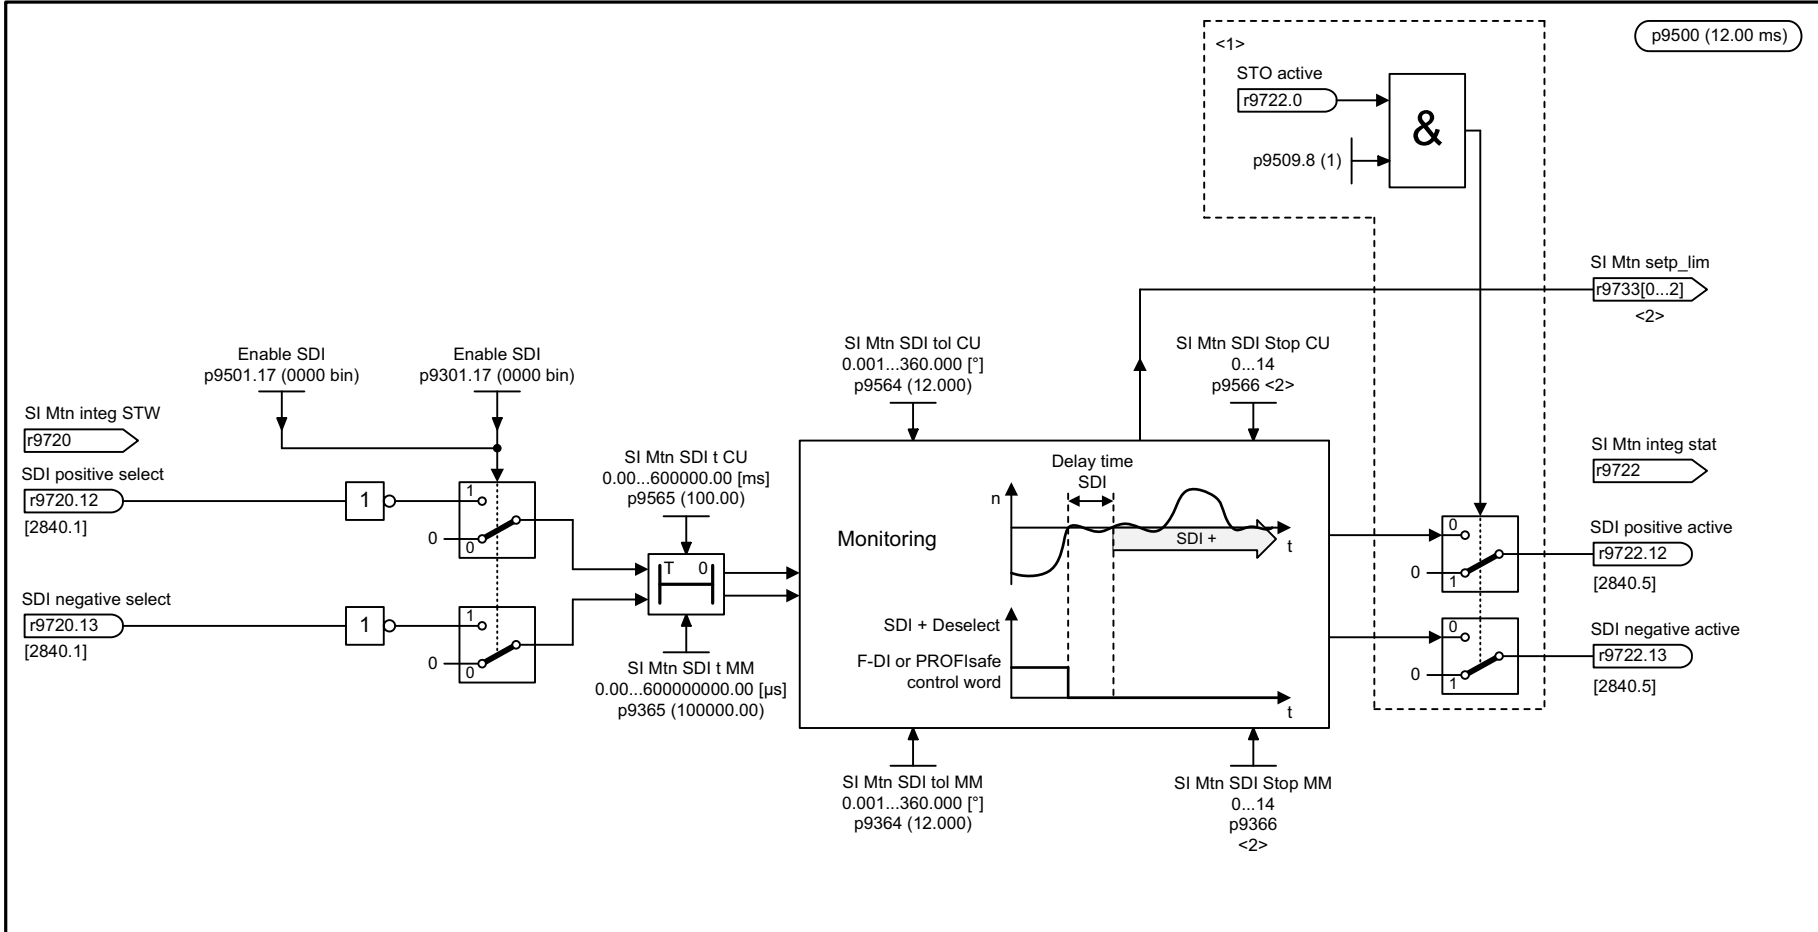 <1>
p9500 (12.00 ms)
STO active
r9722.0
&
p9509.8 (1)
SI Mtn setp_lim
r9733[0...2]
<2>
Enable SDI
p9501.17 (0000 bin)
Enable SDI
p9301.17 (0000 bin)
SI Mtn SDI tol CU
0.001...360.000 [°]
p9564 (12.000)
SI Mtn SDI Stop CU
0...14
p9566 <2>
SI Mtn integ STW
r9720
SDI positive select
r9720.12
[2840.1]
1
1
0
0
SI Mtn SDI t CU
0.00...600000.00 [ms]
p9565 (100.00)
T 0
SDI negative select
r9720.13
[2840.1]
1
1
0
0
SI Mtn SDI t MM
0.00...600000000.00 [µs]
p9365 (100000.00)
Monitoring
Delay time
SDI
n
SDI +
t
SDI + Deselect
F-DI or PROFIsafe
control word
t
SI Mtn integ stat
r9722
0
0
1
SDI positive active
r9722.12
[2840.5]
0
0
1
SDI negative active
r9722.13
[2840.5]
SI Mtn SDI tol MM
0.001...360.000 [°]
p9364 (12.000)
SI Mtn SDI Stop MM
0...14
p9366
<2>